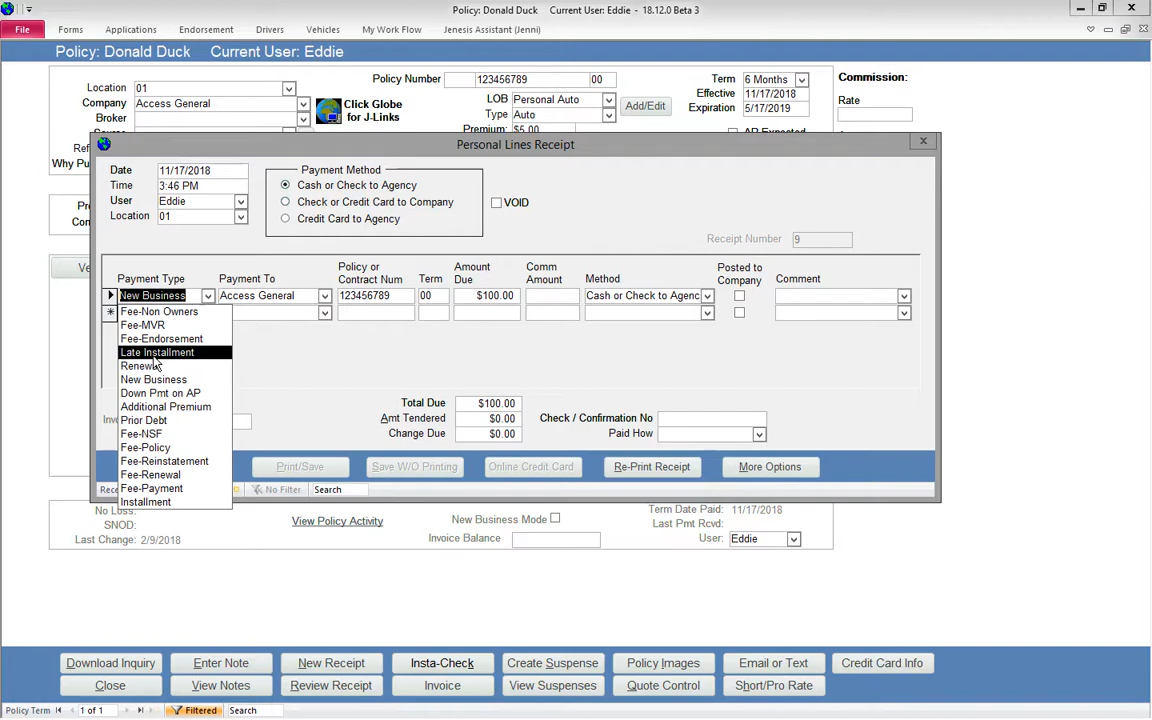 Policy: Donald Duck Current User: Eddie - 18.12.0 Beta 3
File Forms Applications Endorsement Drivers Vehicles My Work Flow Jenesis Assistant (Jenni)
Policy: Donald Duck Current User: Eddie
Location 01
Company Access General
Broker
Click Globe
for J-Links
Policy Number 123456789 00
LOB Personal Auto
Type Auto
Premium: $5.00
Add/Edit
Term 6 Months
Effective 11/17/2018
Expiration 5/17/2019
Commission:
Rate
AP Expected
Why Pu
Personal Lines Receipt
Date 11/17/2018
Time 3:46 PM
User Eddie
Location 01
Payment Method
Cash or Check to Agency
Check or Credit Card to Company
Credit Card to Agency
VOID
Receipt Number 9
Payment Type Payment To Policy or Contract Num Term Amount Due Comm Amount Method Posted to Company Comment
New Business Access General 123456789 00 $100.00 Cash or Check to Agenc
Fee-Non Owners
Fee-MVR
Fee-Endorsement
Late Installment
Renewal
New Business
Down Pmt on AP
Additional Premium
Prior Debt
Fee-NSF
Fee-Policy
Fee-Reinstatement
Fee-Renewal
Fee-Payment
Installment
Total Due $100.00
Amt Tendered $0.00
Change Due $0.00
Check / Confirmation No
Paid How
Print/Save Save W/O Printing Online Credit Card Re-Print Receipt More Options
No Filter Search
No Loss:
SNOD:
Last Change: 2/9/2018
View Policy Activity
New Business Mode
Invoice Balance
Term Date Paid: 11/17/2018
Last Pmt Rcvd:
User: Eddie
Download Inquiry Enter Note New Receipt Insta-Check Create Suspense Policy Images Email or Text Credit Card Info
Close View Notes Review Receipt Invoice View Suspenses Quote Control Short/Pro Rate
Policy Term 1 of 1 Filtered Search